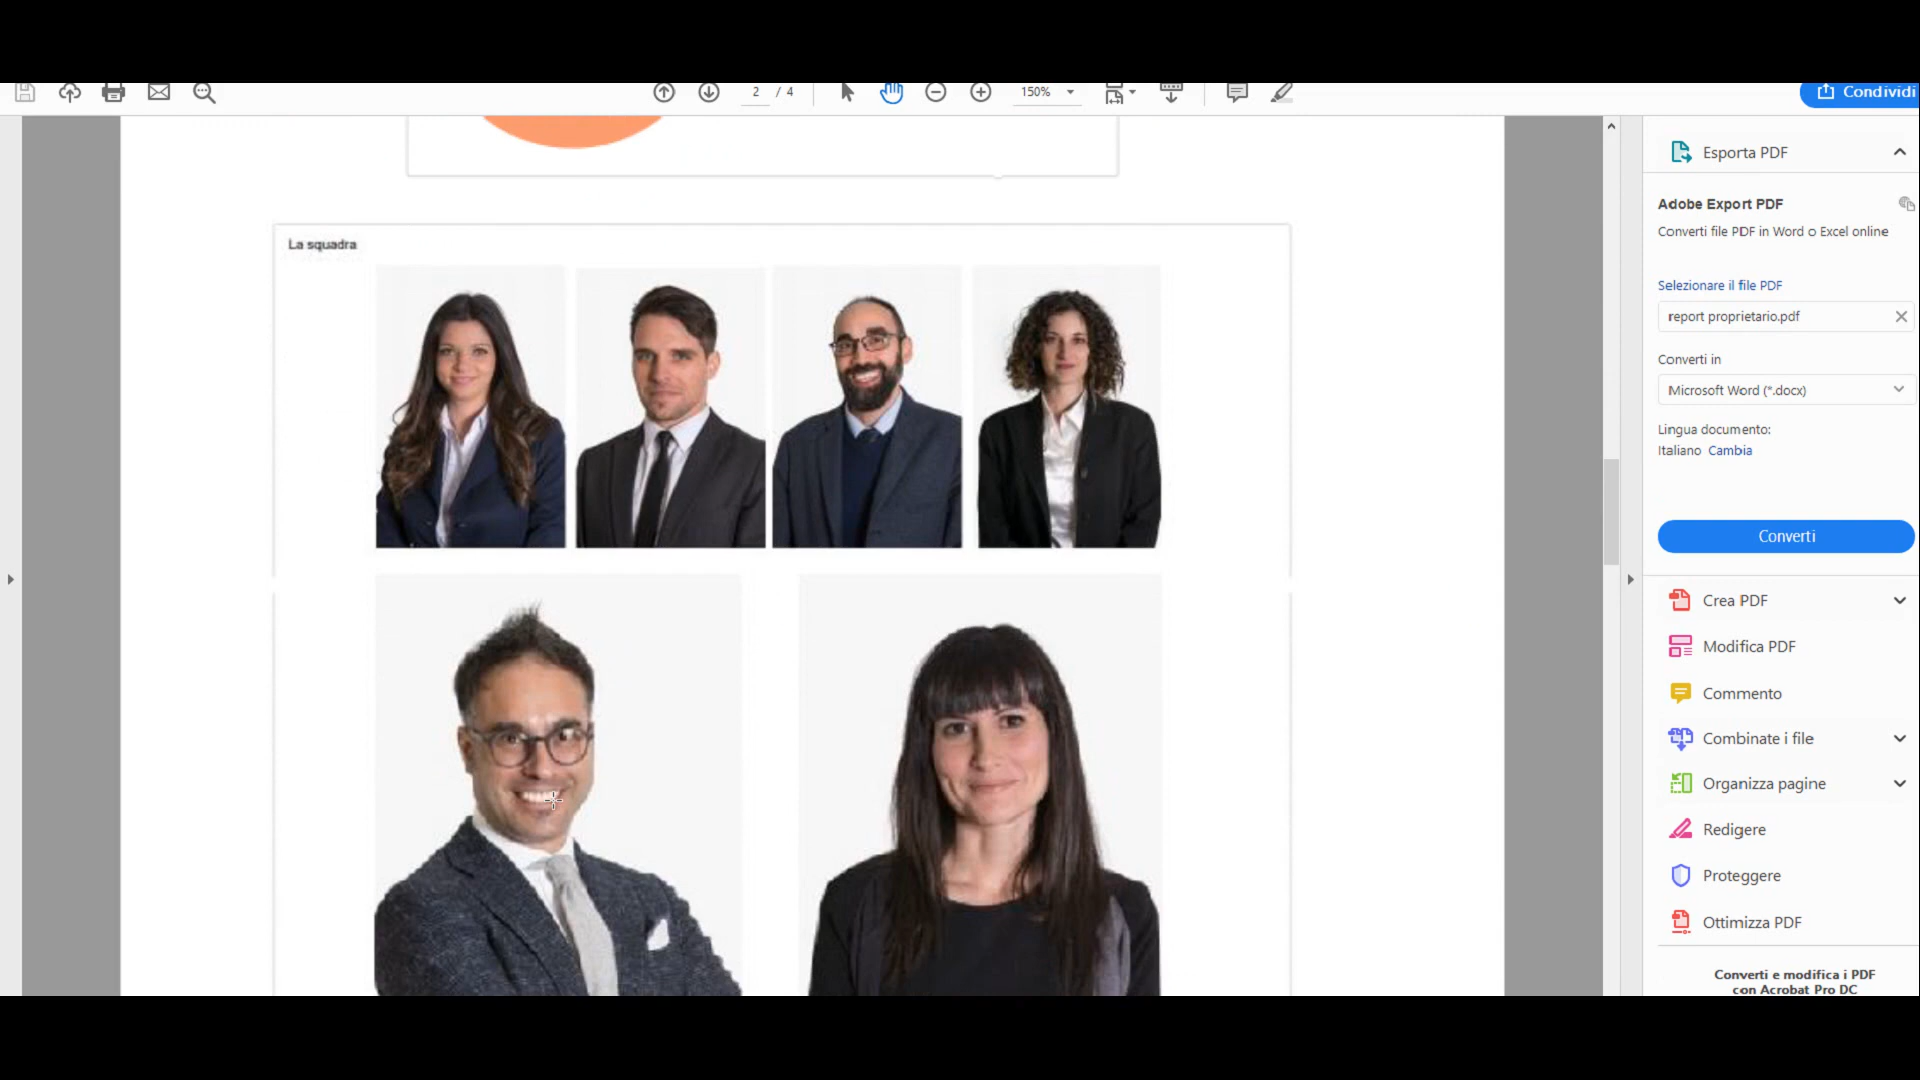 2 / 4
150%
Condividi
La squadra
Esporta PDF
Adobe Export PDF
Converti file PDF in Word o Excel online
Selezionare il file PDF
report proprietario.pdf
Converti in
Microsoft Word (*.docx)
Lingua documento:
Italiano Cambia
Converti
Crea PDF
Modifica PDF
Commento
Combinate i file
Organizza pagine
Redigere
Proteggere
Ottimizza PDF
Converti e modifica i PDF
con Acrobat Pro DC